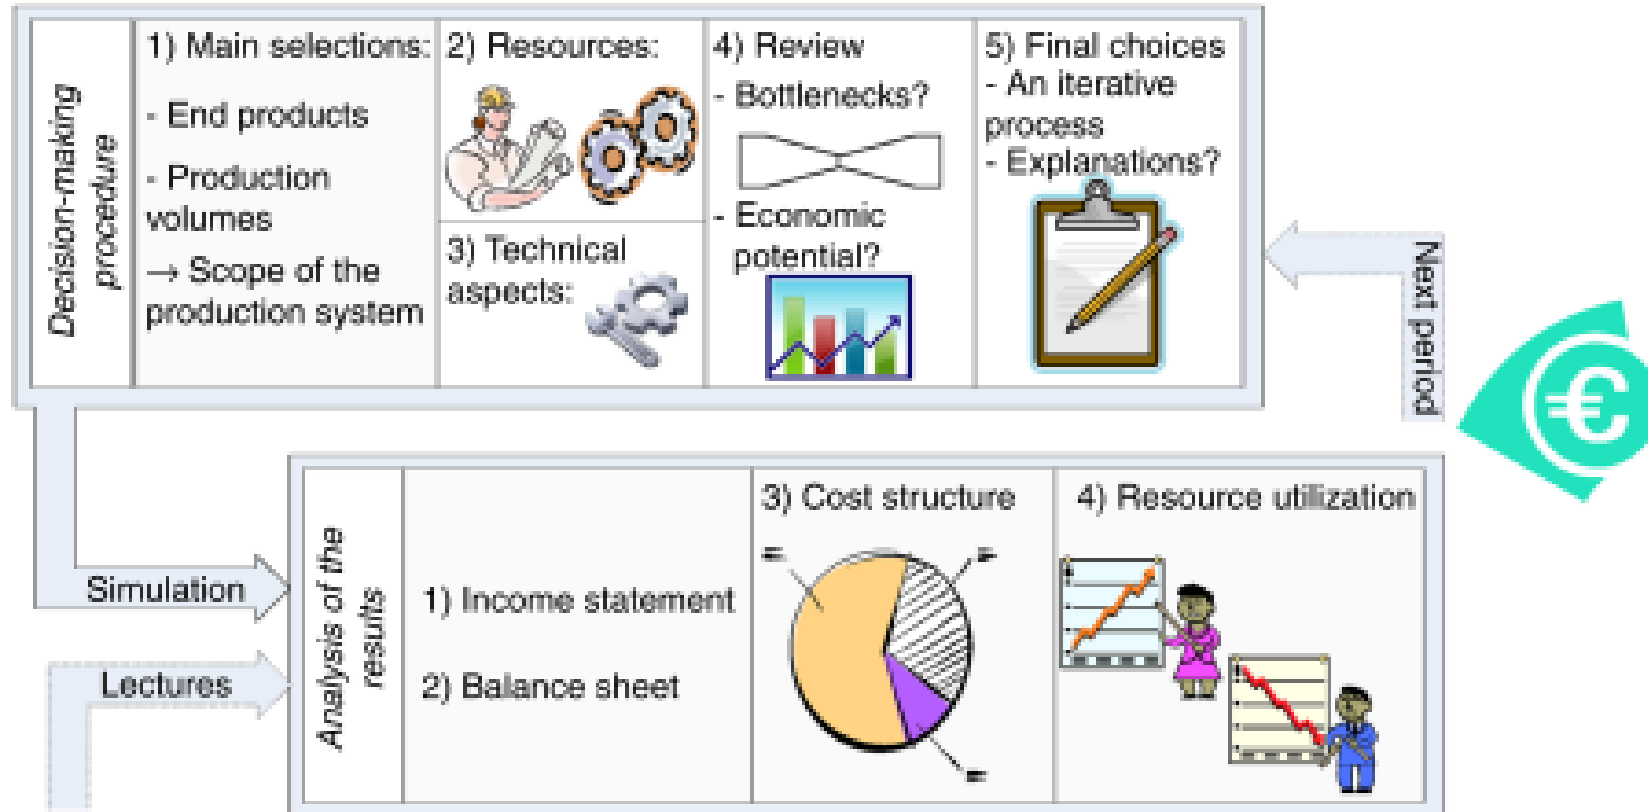 Decision-making
procedure
1) Main selections:
- End products
- Production
volumes
→ Scope of the
production system
2) Resources:
3) Technical
aspects:
4) Review
- Bottlenecks?
- Economic
potential?
5) Final choices
- An iterative
process
- Explanations?
Next period
€
Simulation
Lectures
Analysis of the
results
1) Income statement
2) Balance sheet
3) Cost structure
4) Resource utilization